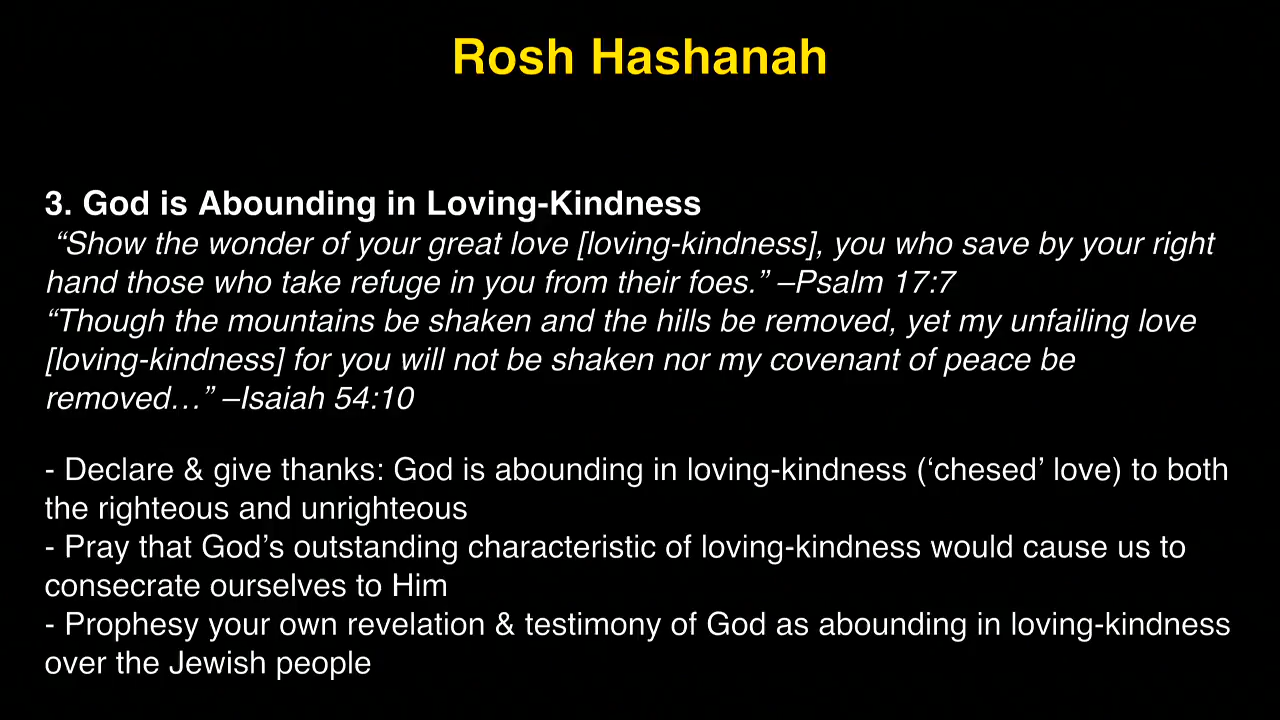 Rosh Hashanah
3. God is Abounding in Loving-Kindness
“Show the wonder of your great love [loving-kindness], you who save by your right
hand those who take refuge in you from their foes.” –Psalm 17:7
“Though the mountains be shaken and the hills be removed, yet my unfailing love
[loving-kindness] for you will not be shaken nor my covenant of peace be
removed…” –Isaiah 54:10
- Declare & give thanks: God is abounding in loving-kindness (‘chesed’ love) to both
the righteous and unrighteous
- Pray that God’s outstanding characteristic of loving-kindness would cause us to
consecrate ourselves to Him
- Prophesy your own revelation & testimony of God as abounding in loving-kindness
over the Jewish people